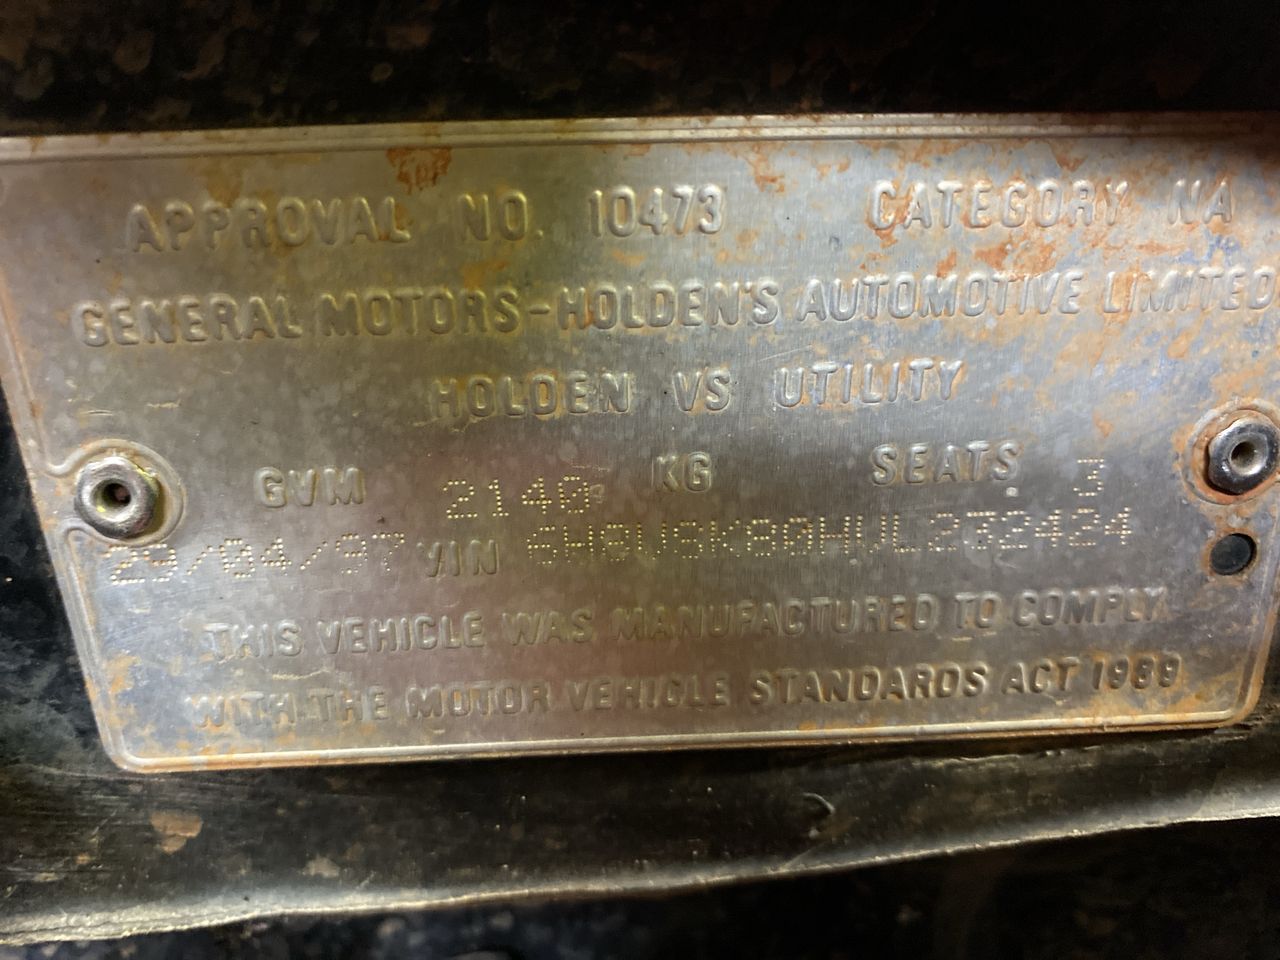 APPROVAL NO. 10473 CATEGORY NA
GENERAL MOTORS-HOLDEN'S AUTOMOTIVE LIMITED
HOLDEN VS UTILITY
GVM 2140 KG SEATS 3
29/04/97 VIN 6H8VSK80HVL232424
THIS VEHICLE WAS MANUFACTURED TO COMPLY
WITH THE MOTOR VEHICLE STANDARDS ACT 1989